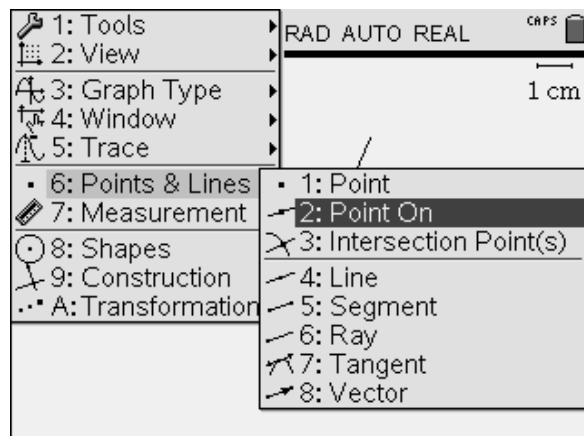 1: Tools
2: View
3: Graph Type
4: Window
5: Trace
6: Points & Lines
7: Measurement
8: Shapes
9: Construction
A: Transformation
RAD AUTO REAL
CAPS
1 cm
1: Point
2: Point On
3: Intersection Point(s)
4: Line
5: Segment
6: Ray
7: Tangent
8: Vector